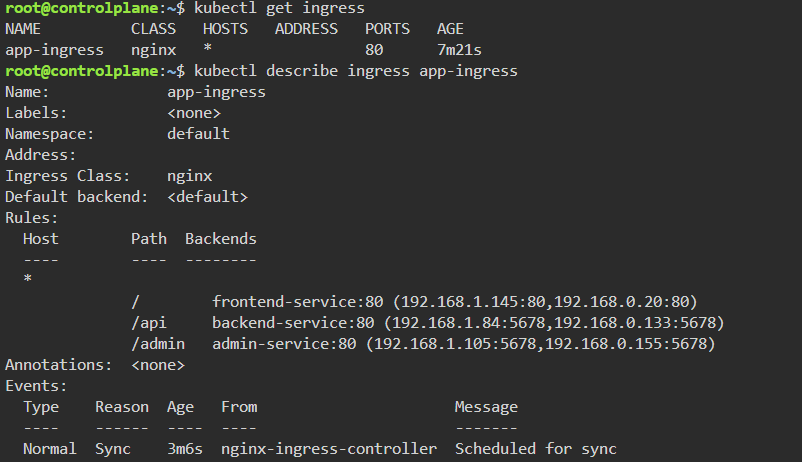 root@controlplane:~$ kubectl get ingress
NAME          CLASS   HOSTS   ADDRESS   PORTS   AGE
app-ingress   nginx   *                 80      7m21s
root@controlplane:~$ kubectl describe ingress app-ingress
Name:             app-ingress
Labels:           <none>
Namespace:        default
Address:
Ingress Class:    nginx
Default backend:  <default>
Rules:
  Host        Path  Backends
  ----        ----  --------
  *
              /        frontend-service:80 (192.168.1.145:80,192.168.0.20:80)
              /api     backend-service:80 (192.168.1.84:5678,192.168.0.133:5678)
              /admin   admin-service:80 (192.168.1.105:5678,192.168.0.155:5678)
Annotations:  <none>
Events:
  Type    Reason  Age   From                      Message
  ----    ------  ----  ----                      -------
  Normal  Sync    3m6s  nginx-ingress-controller  Scheduled for sync